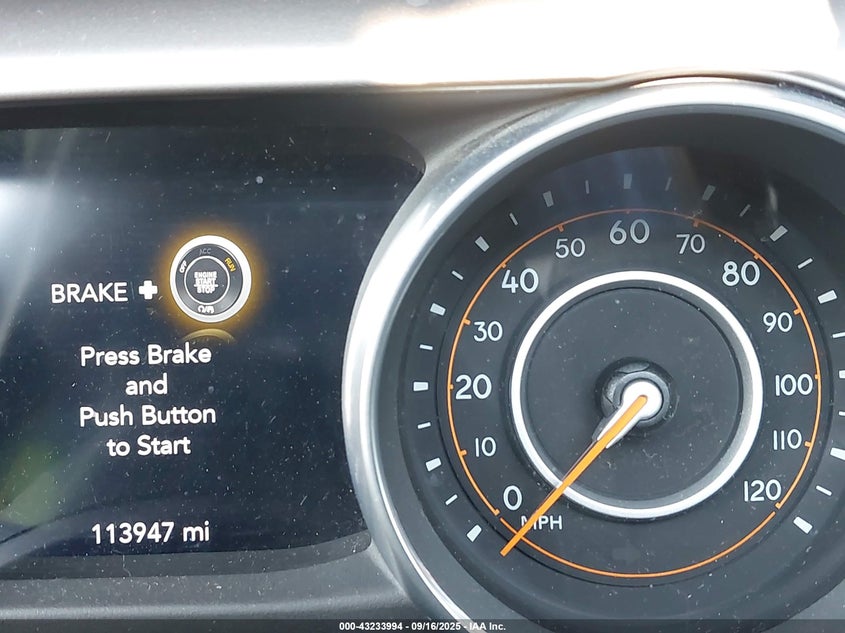 ACC
OFF
RUN
ENGINE
START
STOP
BRAKE +
Press Brake
and
Push Button
to Start
113947 mi
0
10
20
30
40
50
60
70
80
90
100
110
120
MPH
000-43233994 - 09/16/2025 - IAA Inc.